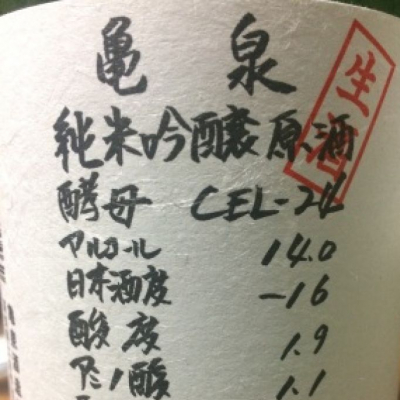 亀泉
純米吟醸原酒
生酒
酵母 CEL-24
アルコール 14.0
日本酒度 -16
酸度 1.9
アミノ酸 1.1